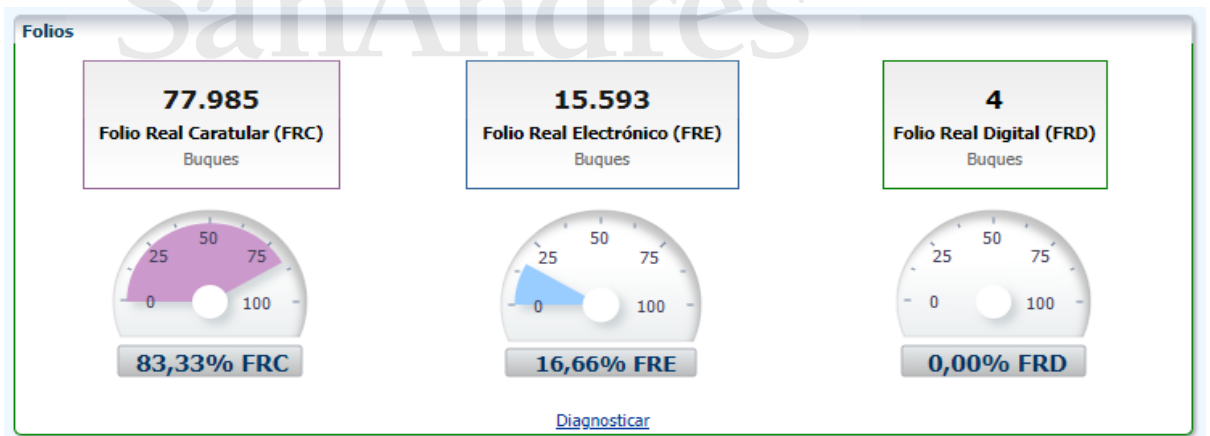 SanAndres
Folios
77.985
Folio Real Caratular (FRC)
Buques
15.593
Folio Real Electrónico (FRE)
Buques
4
Folio Real Digital (FRD)
Buques
0 25 50 75 100
83,33% FRC
0 25 50 75 100
16,66% FRE
0 25 50 75 100
0,00% FRD
Diagnosticar